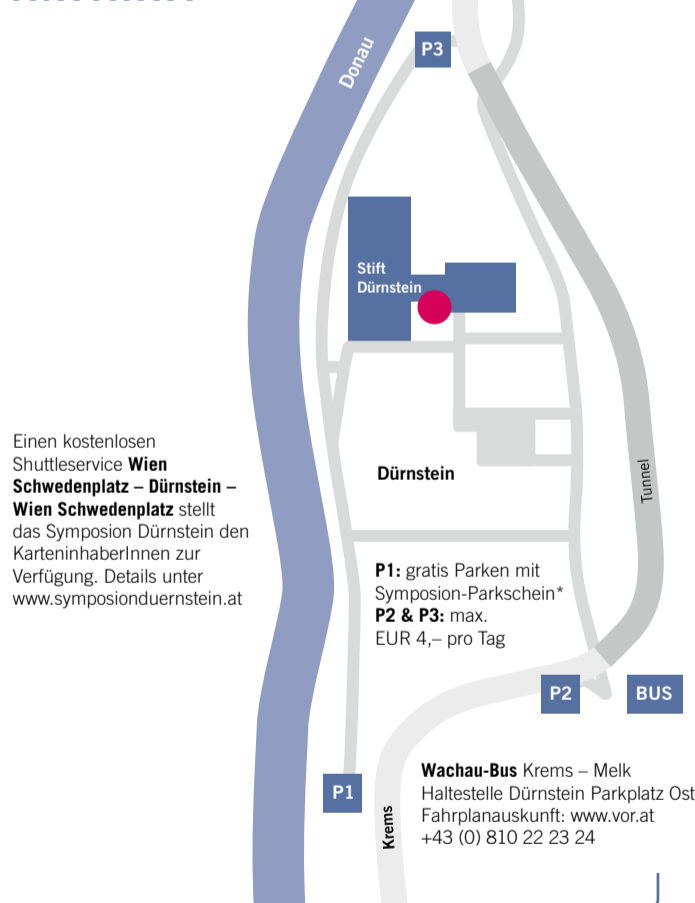 Donau
P3
Stift
Dürnstein
Einen kostenlosen
Shuttleservice Wien
Schwedenplatz – Dürnstein –
Wien Schwedenplatz stellt
das Symposion Dürnstein den
KarteninhaberInnen zur
Verfügung. Details unter
www.symposionduernstein.at
Dürnstein
Tunnel
P1: gratis Parken mit
Symposion-Parkschein*
P2 & P3: max.
EUR 4,– pro Tag
P2
BUS
P1
Krems
Wachau-Bus Krems – Melk
Haltestelle Dürnstein Parkplatz Ost
Fahrplanauskunft: www.vor.at
+43 (0) 810 22 23 24